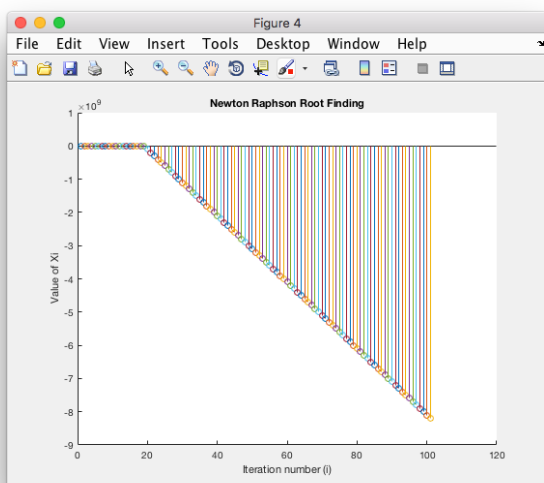 Figure 4
File Edit View Insert Tools Desktop Window Help
×10⁹
Newton Raphson Root Finding
1
0
-1
-2
-3
-4
-5
-6
-7
-8
-9
Value of Xi
0 20 40 60 80 100 120
Iteration number (i)